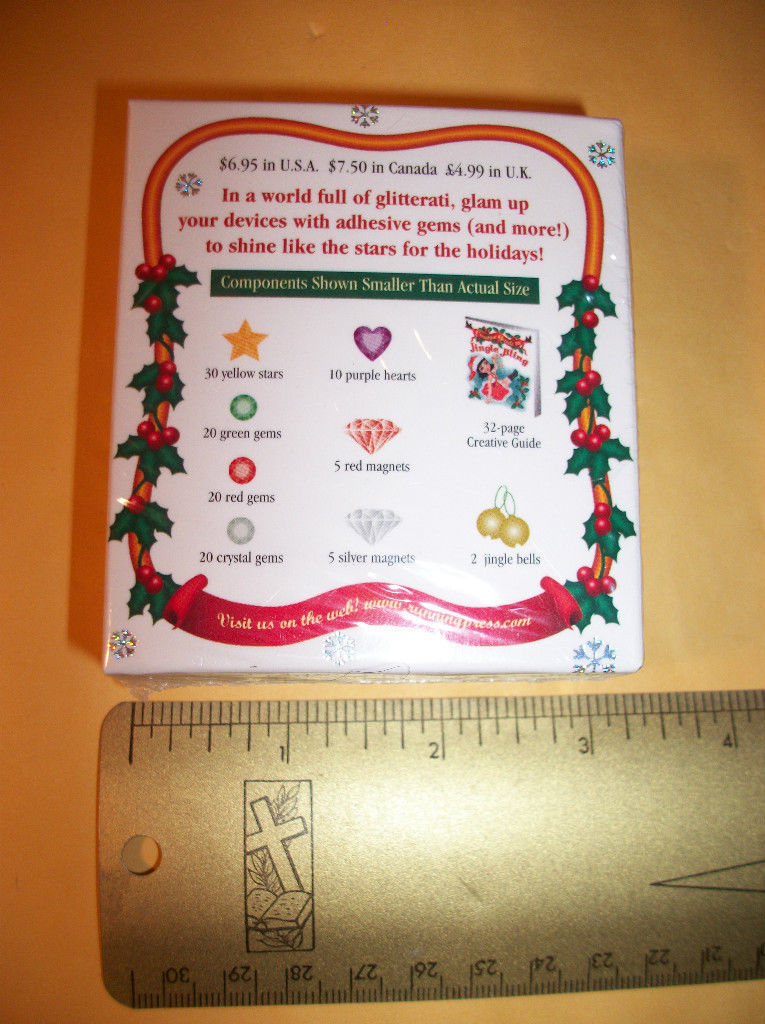 $6.95 in U.S.A. $7.50 in Canada £4.99 in U.K.
In a world full of glitterati, glam up
your devices with adhesive gems (and more!)
to shine like the stars for the holidays!
Components Shown Smaller Than Actual Size
30 yellow stars
10 purple hearts
Jingle Bling
32-page
Creative Guide
20 green gems
5 red magnets
20 red gems
20 crystal gems
5 silver magnets
2 jingle bells
Visit us on the web! www.runningpress.com
1 2 3 4
30 29 28 27 26 25 24 23 22 21